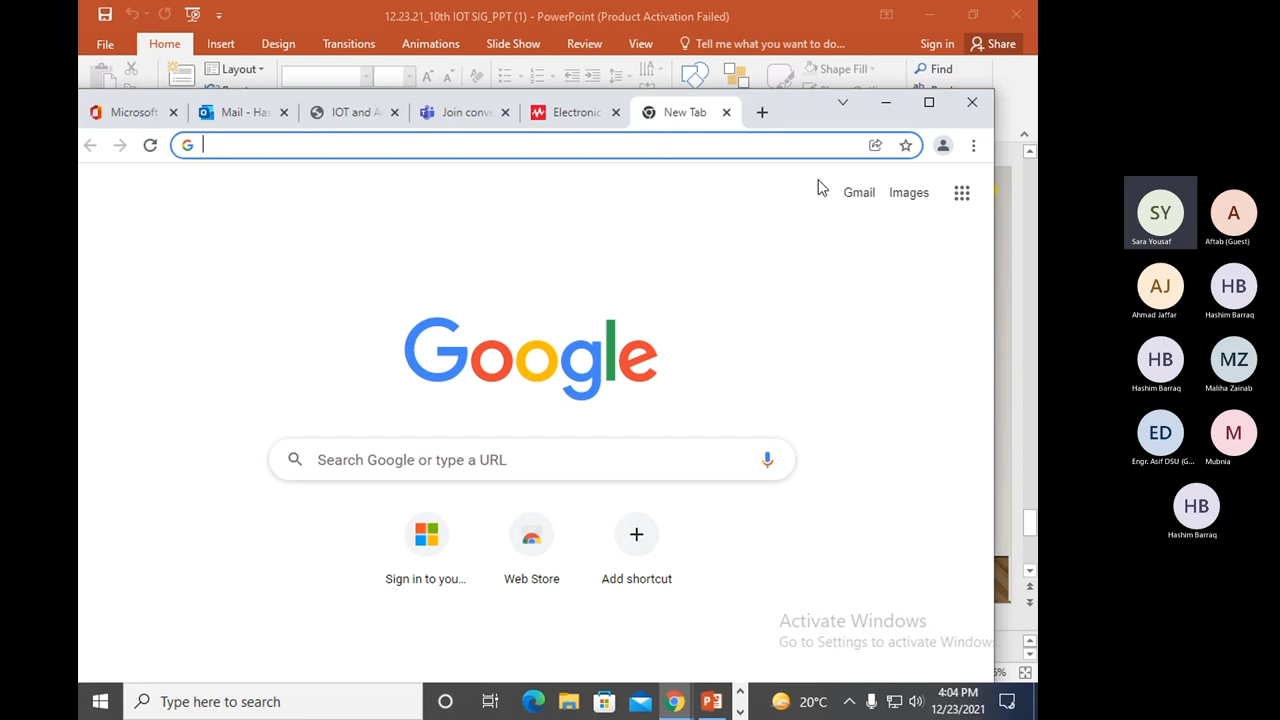 12.23.21_10th IOT SIG_PPT (1) - PowerPoint (Product Activation Failed)
File Home Insert Design Transitions Animations Slide Show Review View Tell me what you want to do... Sign in Share
Layout Shape Fill Find
Microsoft Mail - Has IOT and A Join conve Electronic New Tab
Gmail Images
Google
Search Google or type a URL
Sign in to you... Web Store Add shortcut
Activate Windows
Go to Settings to activate Windows
Type here to search
20°C
4:04 PM
12/23/2021
SY A
Sara Yousaf Aftab (Guest)
AJ HB
Ahmad Jaffar Hashim Barraq
HB MZ
Hashim Barraq Maliha Zainab
ED M
Engr. Asif DSU (G... Mubnia
HB
Hashim Barraq